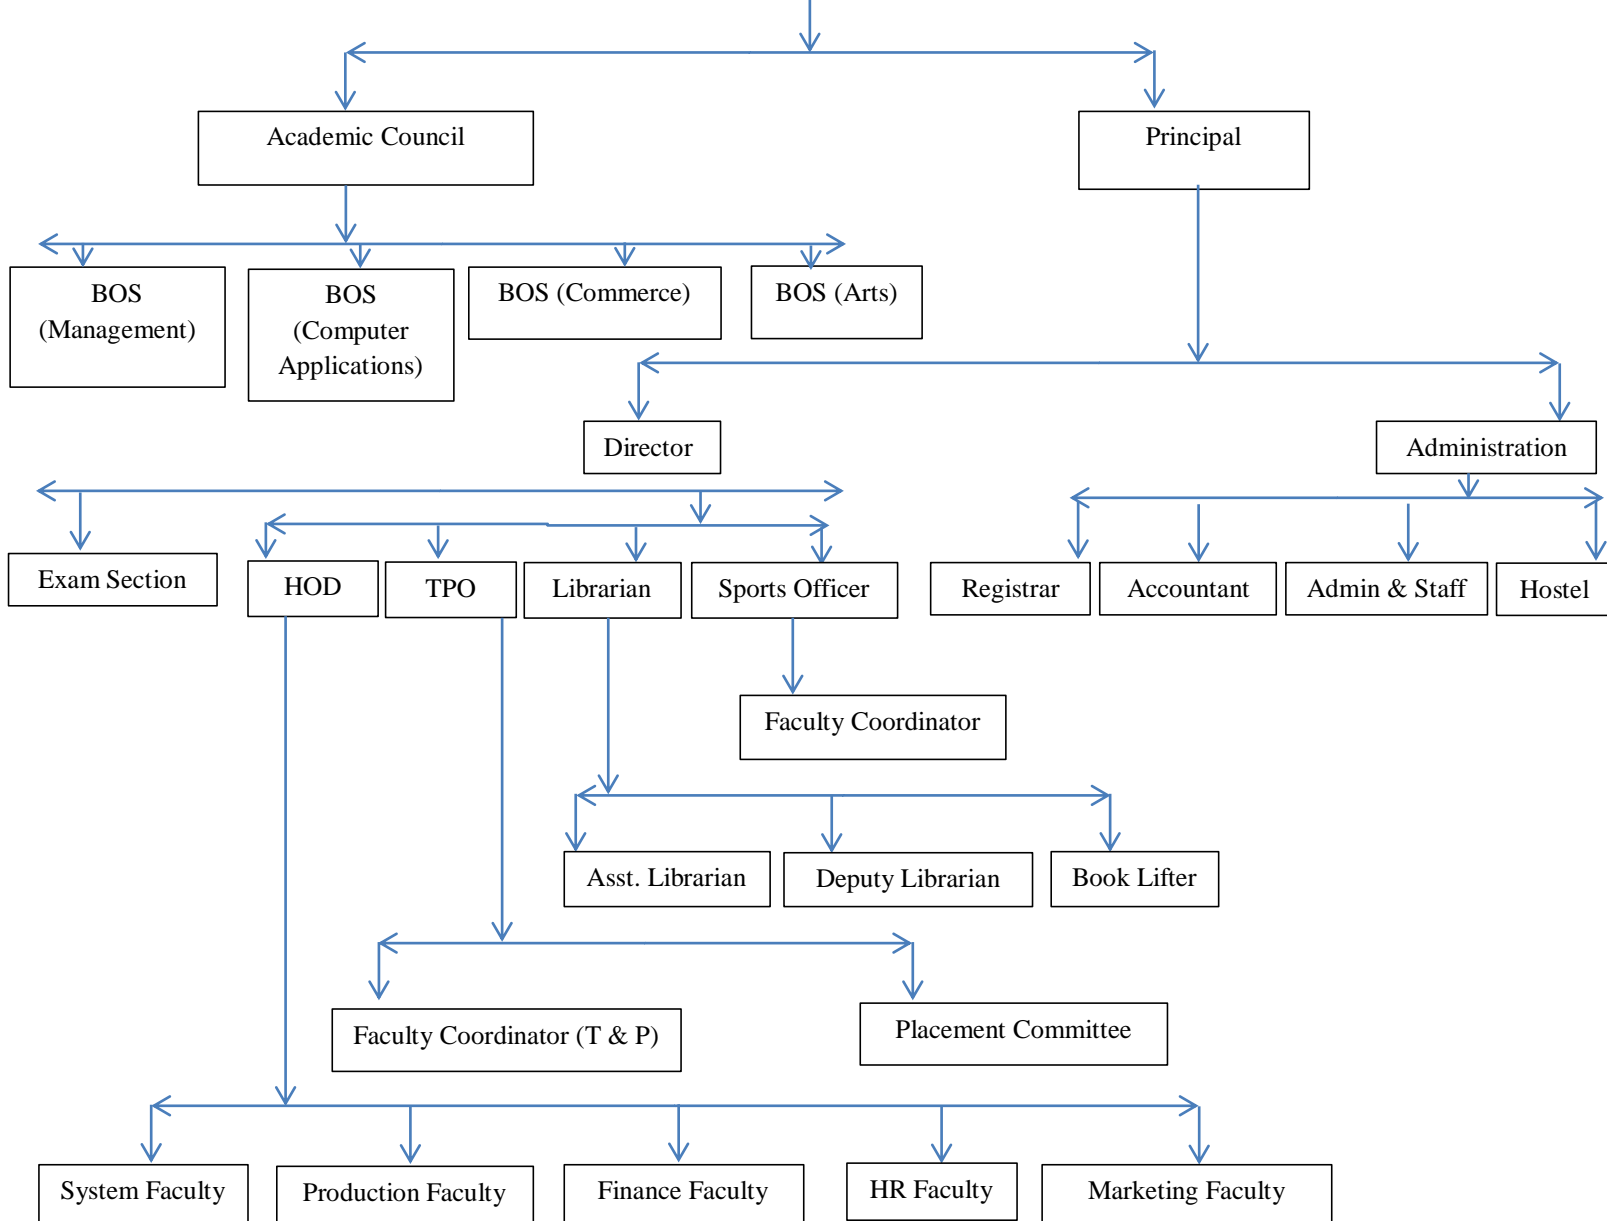 Academic Council
Principal
BOS
(Management)
BOS
(Computer
Applications)
BOS (Commerce)
BOS (Arts)
Director
Administration
Exam Section
HOD
TPO
Librarian
Sports Officer
Registrar
Accountant
Admin & Staff
Hostel
Faculty Coordinator
Asst. Librarian
Deputy Librarian
Book Lifter
Faculty Coordinator (T & P)
Placement Committee
System Faculty
Production Faculty
Finance Faculty
HR Faculty
Marketing Faculty